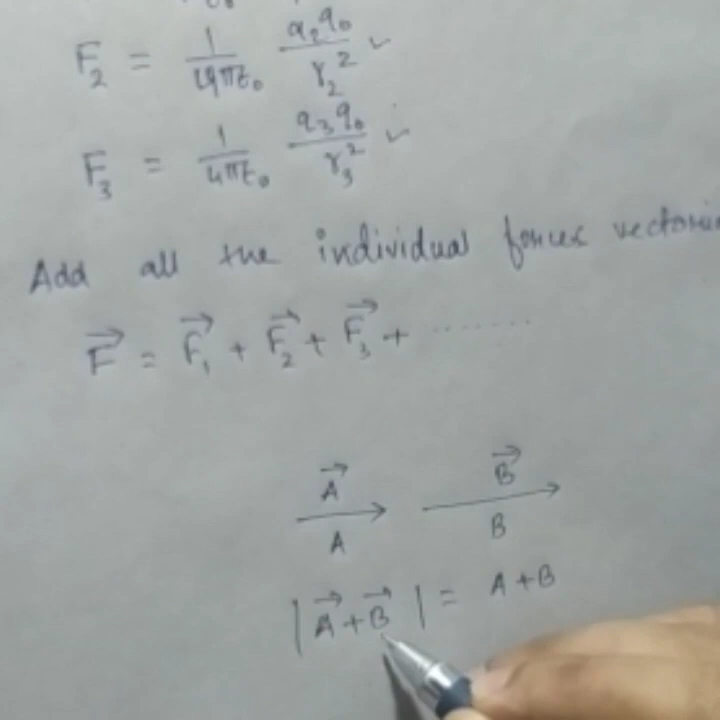 F₂ = 1/4πε₀ q₂q₀/r₂² ✓
F₃ = 1/4πε₀ q₃q₀/r₃² ✓
Add all the individual forces
F⃗ = F⃗₁ + F⃗₂ + F⃗₃ + ........
A⃗ B⃗
A B
|A⃗ + B⃗| = A + B